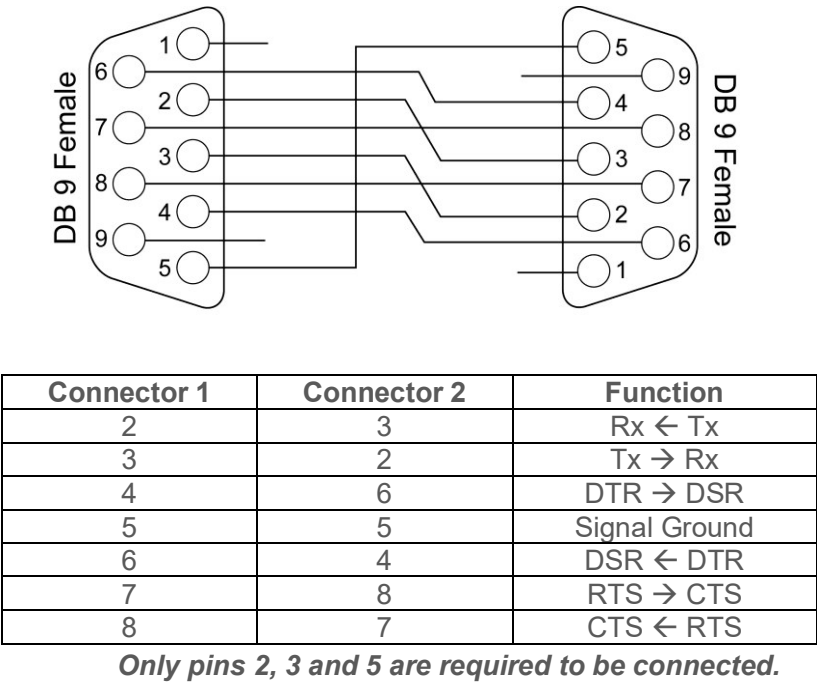 DB 9 Female
1
6
2
7
3
8
4
9
5
5
9
4
8
3
7
2
6
1
DB 9 Female
Connector 1 Connector 2 Function
2 3 Rx ← Tx
3 2 Tx → Rx
4 6 DTR → DSR
5 5 Signal Ground
6 4 DSR ← DTR
7 8 RTS → CTS
8 7 CTS ← RTS
Only pins 2, 3 and 5 are required to be connected.